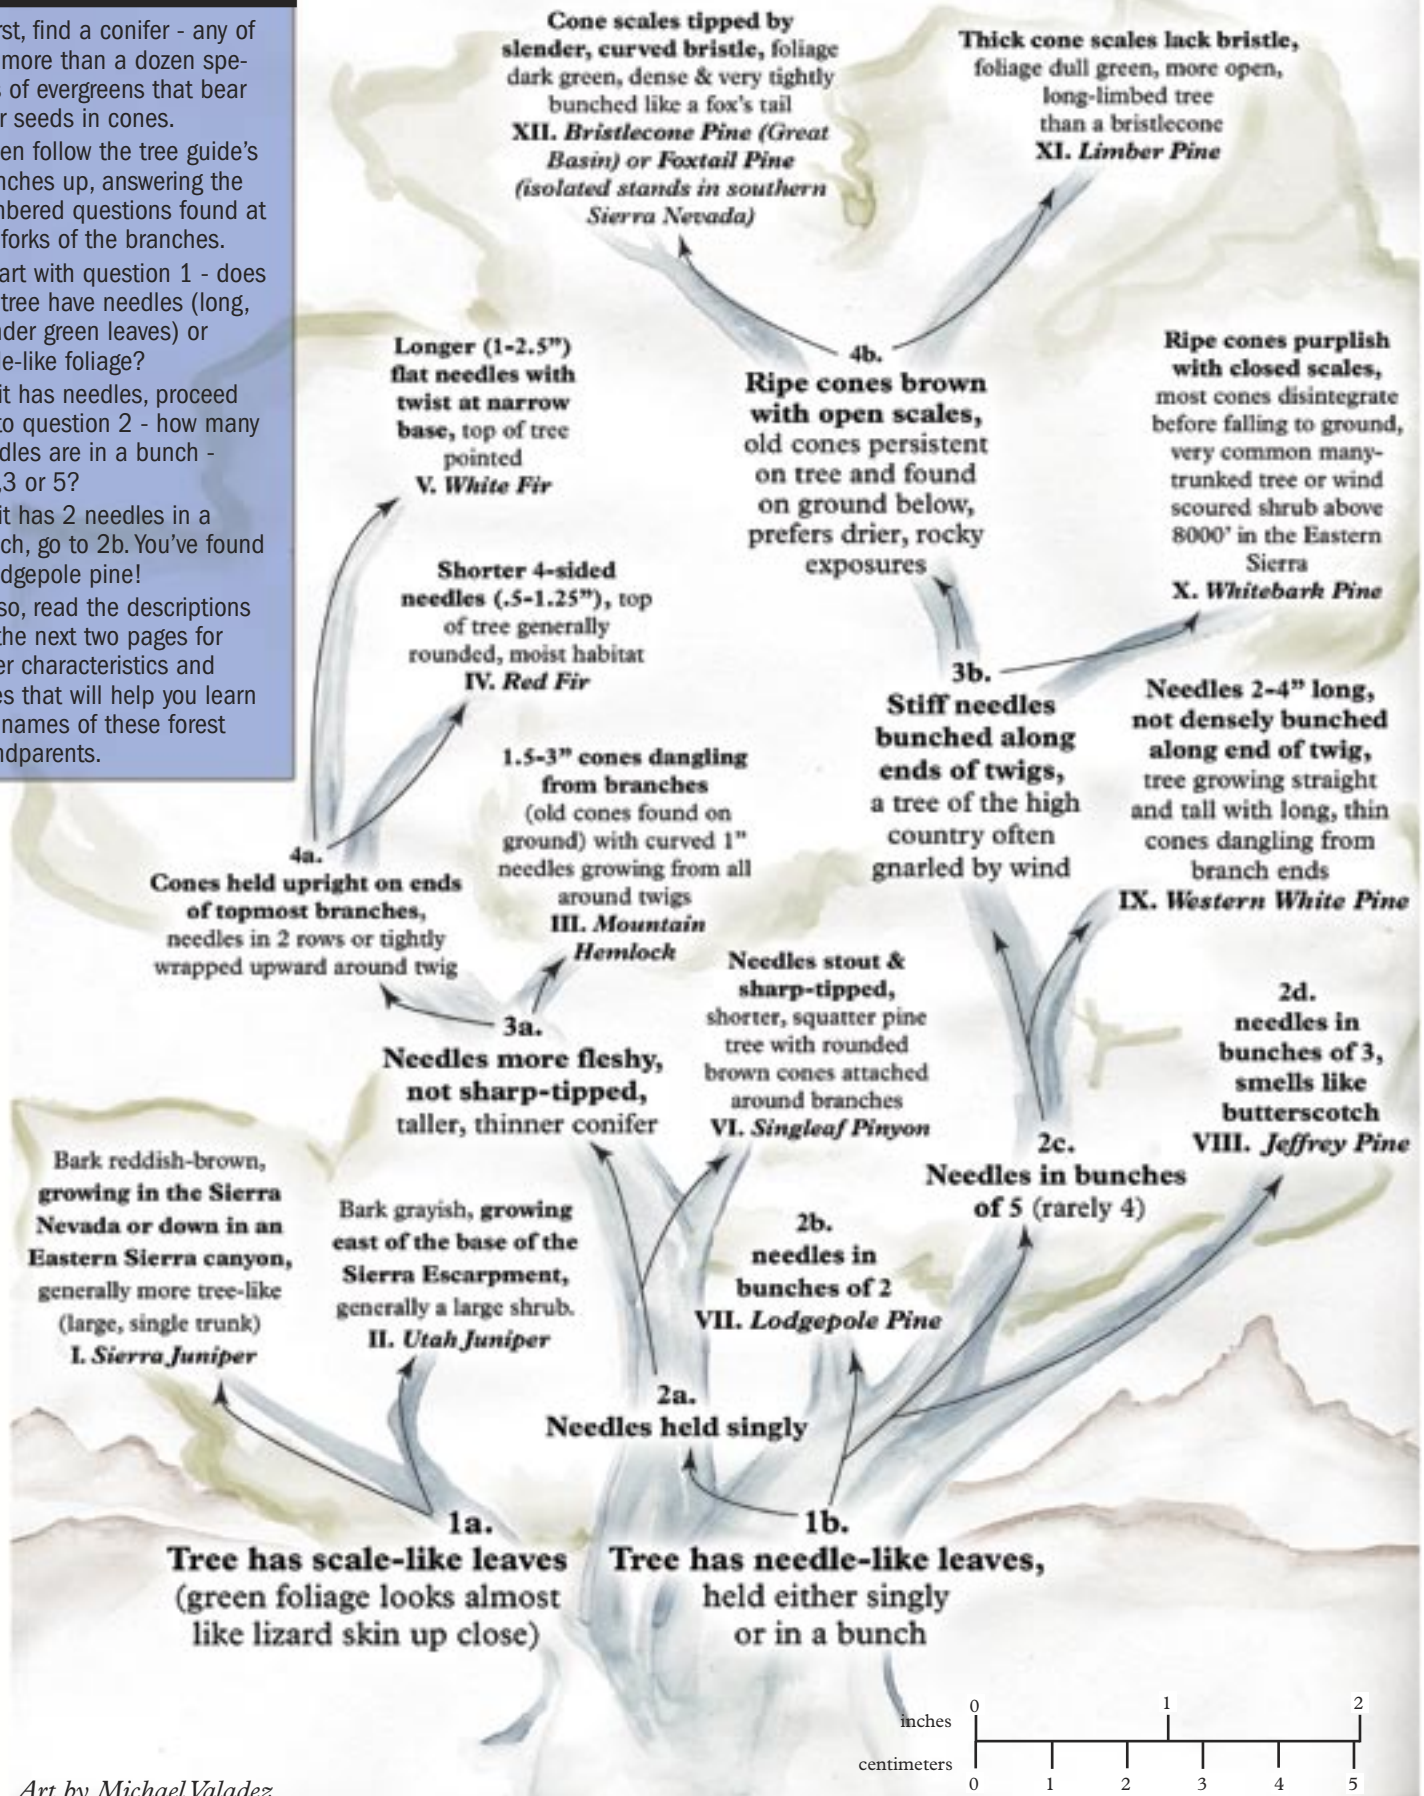 rst, find a conifer - any of
more than a dozen spe-
s of evergreens that bear
r seeds in cones.
en follow the tree guide's
nches up, answering the
mbered questions found at
forks of the branches.
art with question 1 - does
tree have needles (long,
nder green leaves) or
le-like foliage?
it has needles, proceed
to question 2 - how many
dles are in a bunch -
,3 or 5?
it has 2 needles in a
ch, go to 2b. You've found
dgepole pine!
so, read the descriptions
the next two pages for
er characteristics and
es that will help you learn
names of these forest
ndparents.
Cone scales tipped by
slender, curved bristle, foliage
dark green, dense & very tightly
bunched like a fox's tail
XII. Bristlecone Pine (Great
Basin) or Foxtail Pine
(isolated stands in southern
Sierra Nevada)
Thick cone scales lack bristle,
foliage dull green, more open,
long-limbed tree
than a bristlecone
XI. Limber Pine
4b.
Ripe cones brown
with open scales,
old cones persistent
on tree and found
on ground below,
prefers drier, rocky
exposures
Ripe cones purplish
with closed scales,
most cones disintegrate
before falling to ground,
very common many-
trunked tree or wind
scoured shrub above
8000' in the Eastern
Sierra
X. Whitebark Pine
Longer (1-2.5")
flat needles with
twist at narrow
base, top of tree
pointed
V. White Fir
Shorter 4-sided
needles (.5-1.25"), top
of tree generally
rounded, moist habitat
IV. Red Fir
3b.
Stiff needles
bunched along
ends of twigs,
a tree of the high
country often
gnarled by wind
Needles 2-4" long,
not densely bunched
along end of twig,
tree growing straight
and tall with long, thin
cones dangling from
branch ends
IX. Western White Pine
1.5-3" cones dangling
from branches
(old cones found on
ground) with curved 1"
needles growing from all
around twigs
III. Mountain
Hemlock
4a.
Cones held upright on ends
of topmost branches,
needles in 2 rows or tightly
wrapped upward around twig
3a.
Needles more fleshy,
not sharp-tipped,
taller, thinner conifer
Needles stout &
sharp-tipped,
shorter, squatter pine
tree with rounded
brown cones attached
around branches
VI. Singleaf Pinyon
2d.
needles in
bunches of 3,
smells like
butterscotch
VIII. Jeffrey Pine
2c.
Needles in bunches
of 5 (rarely 4)
Bark reddish-brown,
growing in the Sierra
Nevada or down in an
Eastern Sierra canyon,
generally more tree-like
(large, single trunk)
I. Sierra Juniper
Bark grayish, growing
east of the base of the
Sierra Escarpment,
generally a large shrub.
II. Utah Juniper
2b.
needles in
bunches of 2
VII. Lodgepole Pine
2a.
Needles held singly
1a.
Tree has scale-like leaves
(green foliage looks almost
like lizard skin up close)
1b.
Tree has needle-like leaves,
held either singly
or in a bunch
0 1 2
inches
centimeters
0 1 2 3 4 5
Art by Michael Valadez